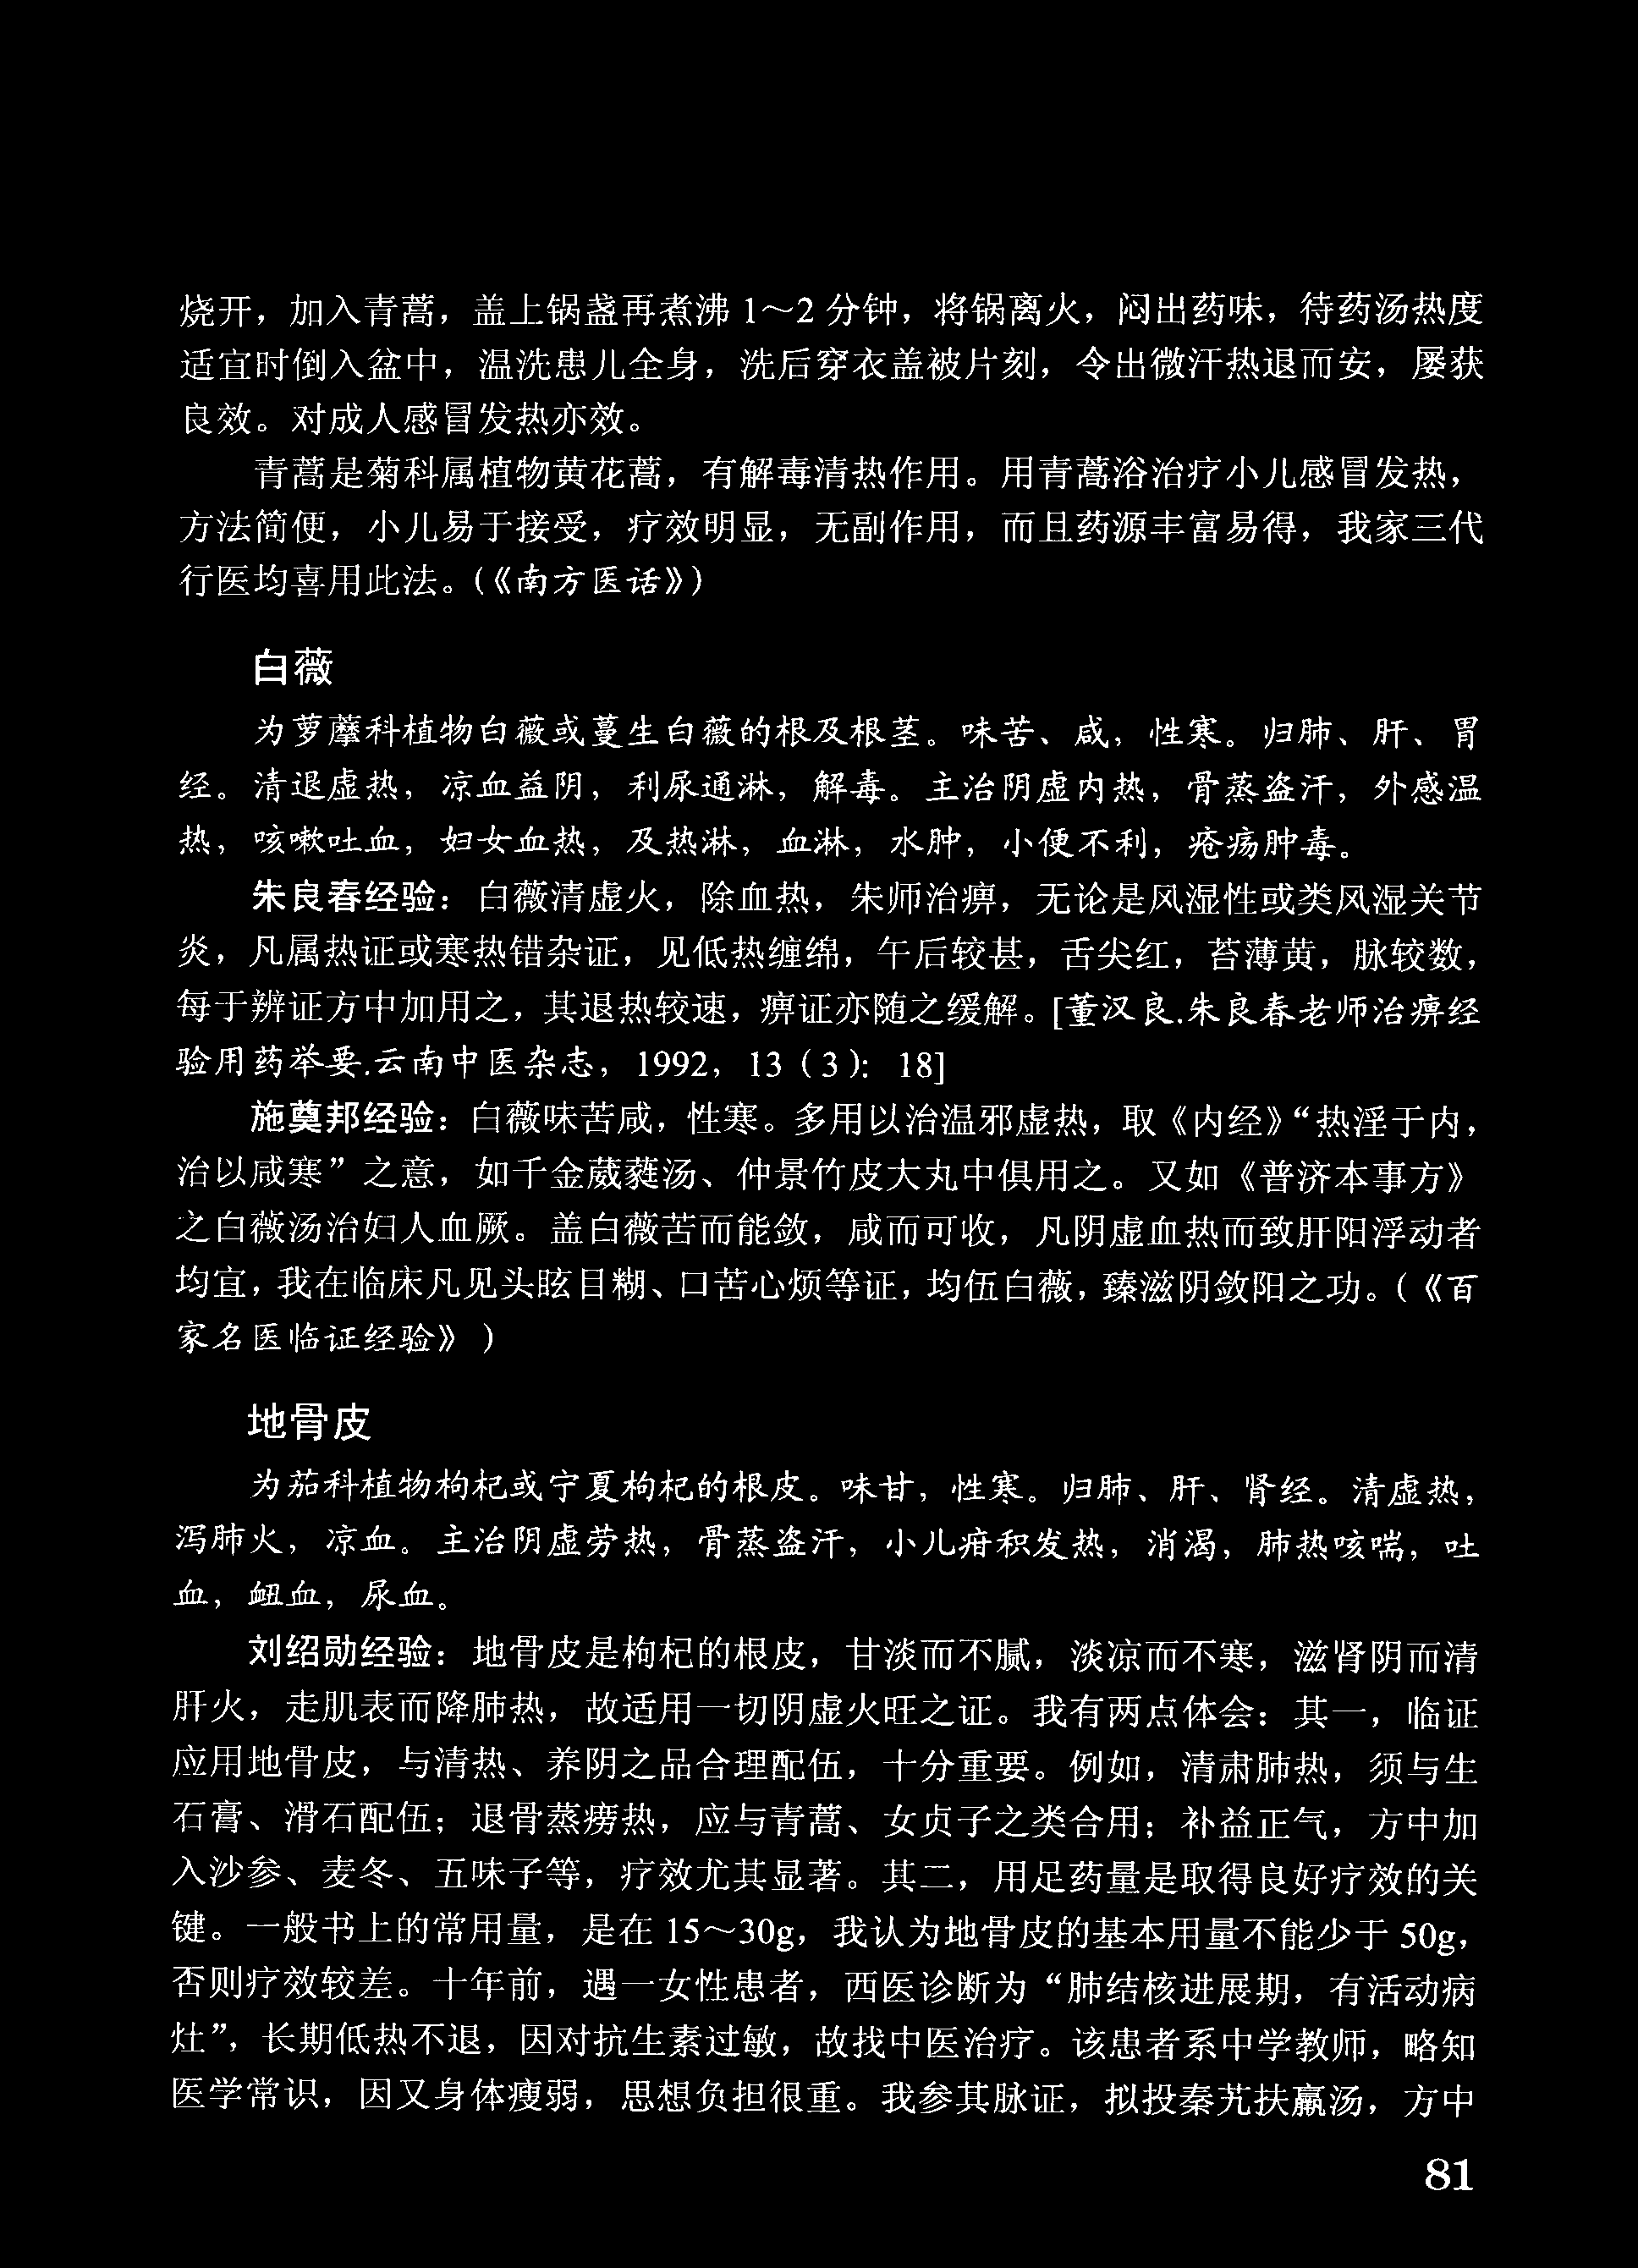 烧开，加入青蒿，盖上锅盏再煮沸 1～2 分钟，将锅离火，闷出药味，待药汤热度
适宜时倒入盆中，温洗患儿全身，洗后穿衣盖被片刻，令出微汗热退而安，屡获
良效。对成人感冒发热亦效。
青蒿是菊科属植物黄花蒿，有解毒清热作用。用青蒿浴治疗小儿感冒发热，
方法简便，小儿易于接受，疗效明显，无副作用，而且药源丰富易得，我家三代
行医均喜用此法。(《南方医话》)
白薇
为萝藦科植物白薇或蔓生白薇的根及根茎。味苦、咸，性寒。归肺、肝、胃
经。清退虚热，凉血益阴，利尿通淋，解毒。主治阴虚内热，骨蒸盗汗，外感温
热，咳嗽吐血，妇女血热，及热淋，血淋，水肿，小便不利，疮疡肿毒。
朱良春经验：白薇清虚火，除血热，朱师治痹，无论是风湿性或类风湿关节
炎，凡属热证或寒热错杂证，见低热缠绵，午后较甚，舌尖红，苔薄黄，脉较数，
每于辨证方中加用之，其退热较速，痹证亦随之缓解。[董汉良.朱良春老师治痹经
验用药举要.云南中医杂志，1992，13（3）：18]
施奠邦经验：白薇味苦咸，性寒。多用以治温邪虚热，取《内经》“热淫于内，
治以咸寒”之意，如千金葳蕤汤、仲景竹皮大丸中俱用之。又如《普济本事方》
之白薇汤治妇人血厥。盖白薇苦而能敛，咸而可收，凡阴虚血热而致肝阳浮动者
均宜，我在临床凡见头眩目糊、口苦心烦等证，均伍白薇，臻滋阴敛阳之功。(《百
家名医临证经验》)
地骨皮
为茄科植物枸杞或宁夏枸杞的根皮。味甘，性寒。归肺、肝、肾经。清虚热，
泻肺火，凉血。主治阴虚劳热，骨蒸盗汗，小儿疳积发热，消渴，肺热咳喘，吐
血，衄血，尿血。
刘绍勋经验：地骨皮是枸杞的根皮，甘淡而不腻，淡凉而不寒，滋肾阴而清
肝火，走肌表而降肺热，故适用一切阴虚火旺之证。我有两点体会：其一，临证
应用地骨皮，与清热、养阴之品合理配伍，十分重要。例如，清肃肺热，须与生
石膏、滑石配伍；退骨蒸痨热，应与青蒿、女贞子之类合用；补益正气，方中加
入沙参、麦冬、五味子等，疗效尤其显著。其二，用足药量是取得良好疗效的关
键。一般书上的常用量，是在 15～30g，我认为地骨皮的基本用量不能少于 50g，
否则疗效较差。十年前，遇一女性患者，西医诊断为“肺结核进展期，有活动病
灶”，长期低热不退，因对抗生素过敏，故找中医治疗。该患者系中学教师，略知
医学常识，因又身体瘦弱，思想负担很重。我参其脉证，拟投秦艽扶羸汤，方中
81